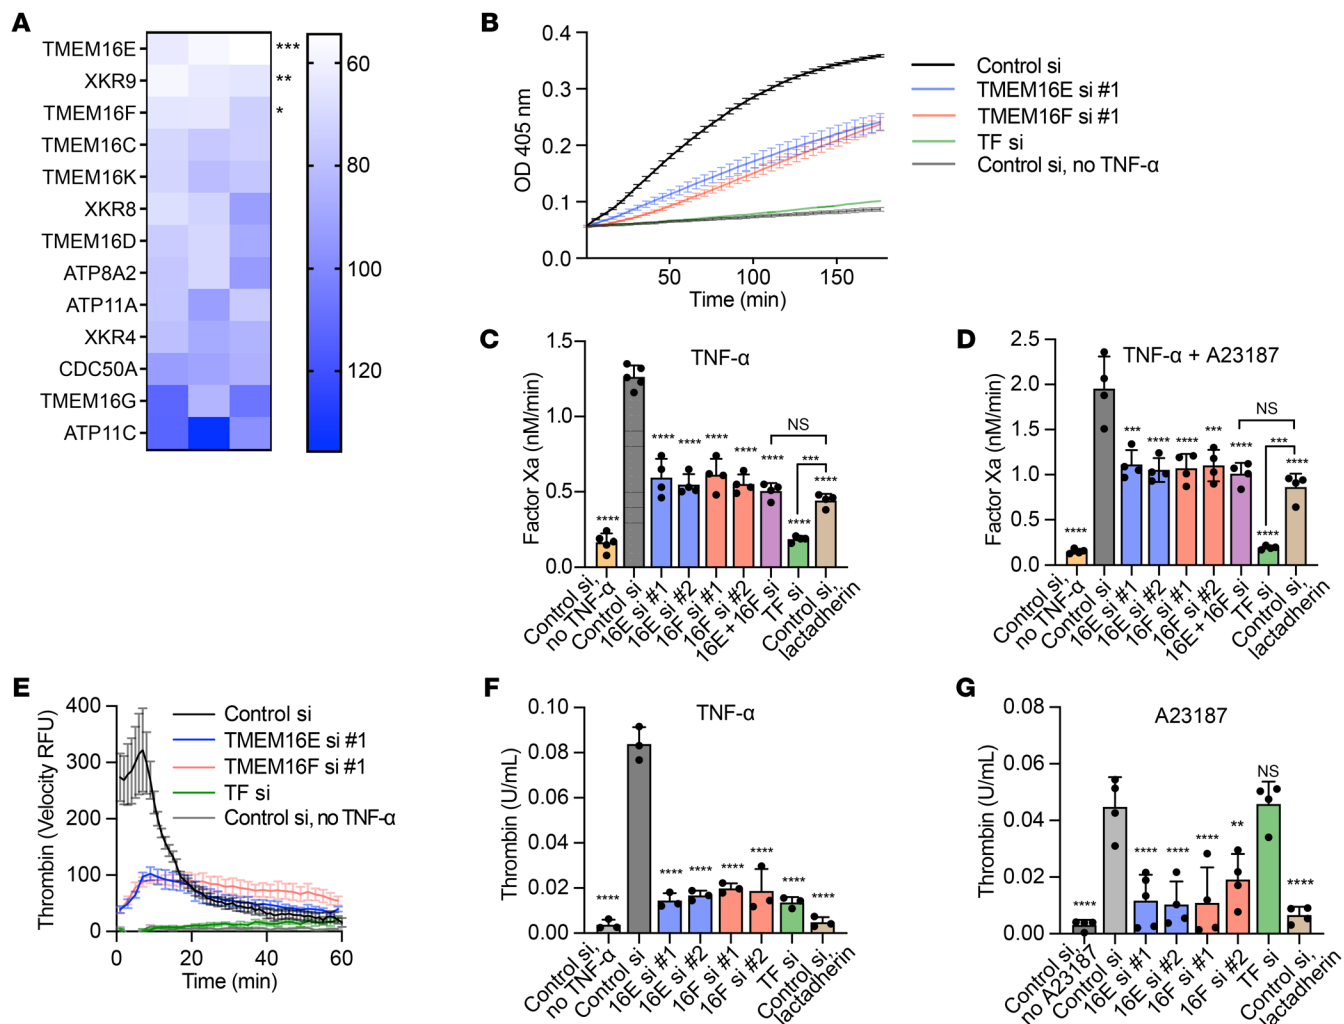 A
TMEM16E
XKR9
TMEM16F
TMEM16C
TMEM16K
XKR8
TMEM16D
ATP8A2
ATP11A
XKR4
CDC50A
TMEM16G
ATP11C
***
**
*
60
80
100
120
B
OD 405 nm
0.4
0.3
0.2
0.1
0.0
50
100
150
Time (min)
Control si
TMEM16E si #1
TMEM16F si #1
TF si
Control si, no TNF-α
C
TNF-α
Factor Xa (nM/min)
1.5
1.0
0.5
0.0
****
****
****
****
****
****
****
****
NS
***
Control si,
no TNF-α
Control si
16E si #1
16E si #2
16F si #1
16F si #2
16E + 16F si
TF si
Control si,
lactadherin
D
TNF-α + A23187
Factor Xa (nM/min)
2.5
2.0
1.5
1.0
0.5
0.0
****
***
****
****
***
****
****
****
NS
***
Control si,
no TNF-α
Control si
16E si #1
16E si #2
16F si #1
16F si #2
16E+16F si
TF si
Control si,
lactadherin
E
Thrombin (Velocity RFU)
400
300
200
100
0
0
20
40
60
Time (min)
Control si
TMEM16E si #1
TMEM16F si #1
TF si
Control si, no TNF-α
F
TNF-α
Thrombin (U/mL)
0.10
0.08
0.06
0.04
0.02
0.00
****
****
****
****
****
****
****
Control si,
no TNF-α
Control si
16E si #1
16E si #2
16F si #1
16F si #2
TF si
Control si,
lactadherin
G
A23187
Thrombin (U/mL)
0.08
0.06
0.04
0.02
0.00
****
****
****
****
**
NS
****
Control si,
no A23187
Control si
16E si #1
16E si #2
16F si #1
16F si #2
TF si
Control si,
lactadherin